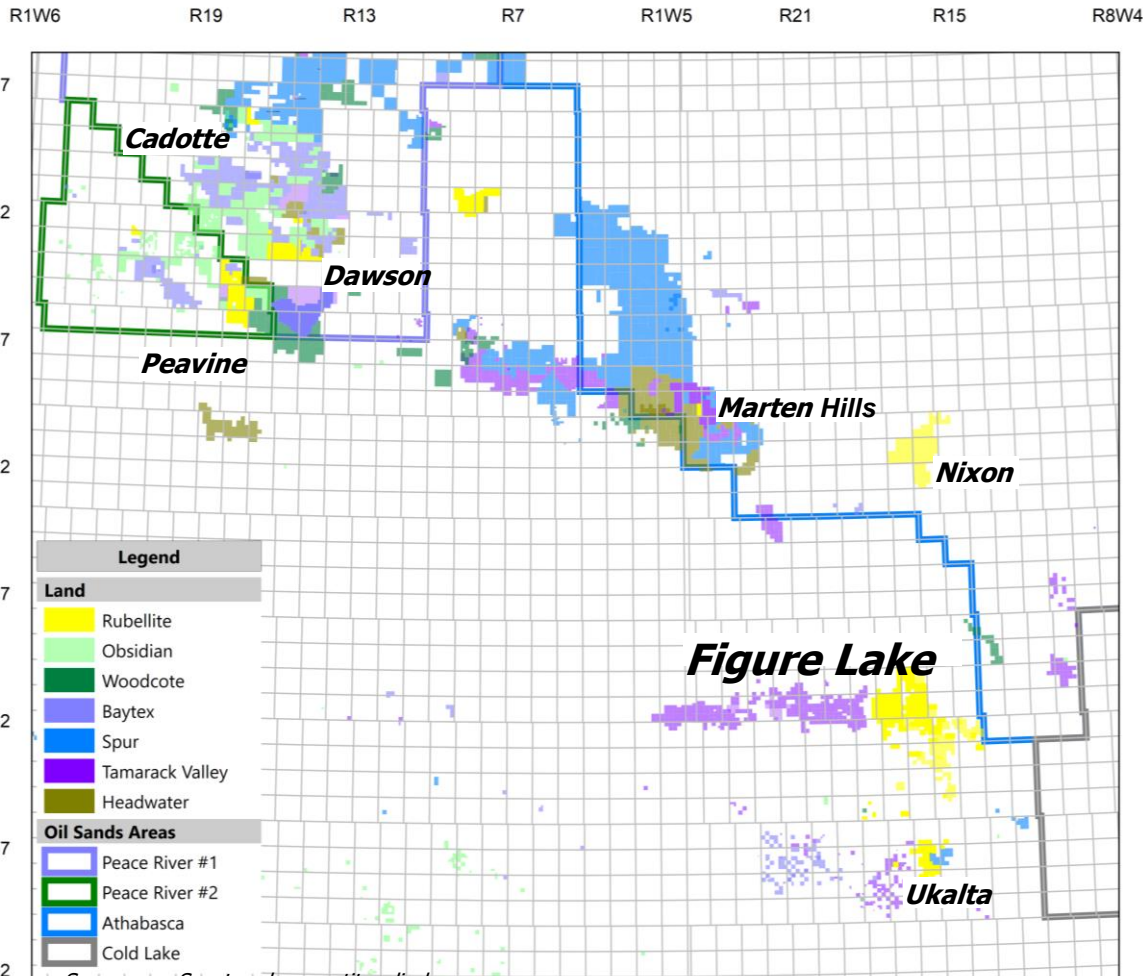 R1W6 R19 R13 R7 R1W5 R21 R15 R8W4
7
Cadotte
2
Dawson
7
Peavine
Marten Hills
2
Nixon
Legend
Land
7
Rubellite
Obsidian
Figure Lake
Woodcote
Baytex
2
Spur
Tamarack Valley
Headwater
Oil Sands Areas
7
Peace River #1
Peace River #2
Ukalta
Athabasca
Cold Lake
2